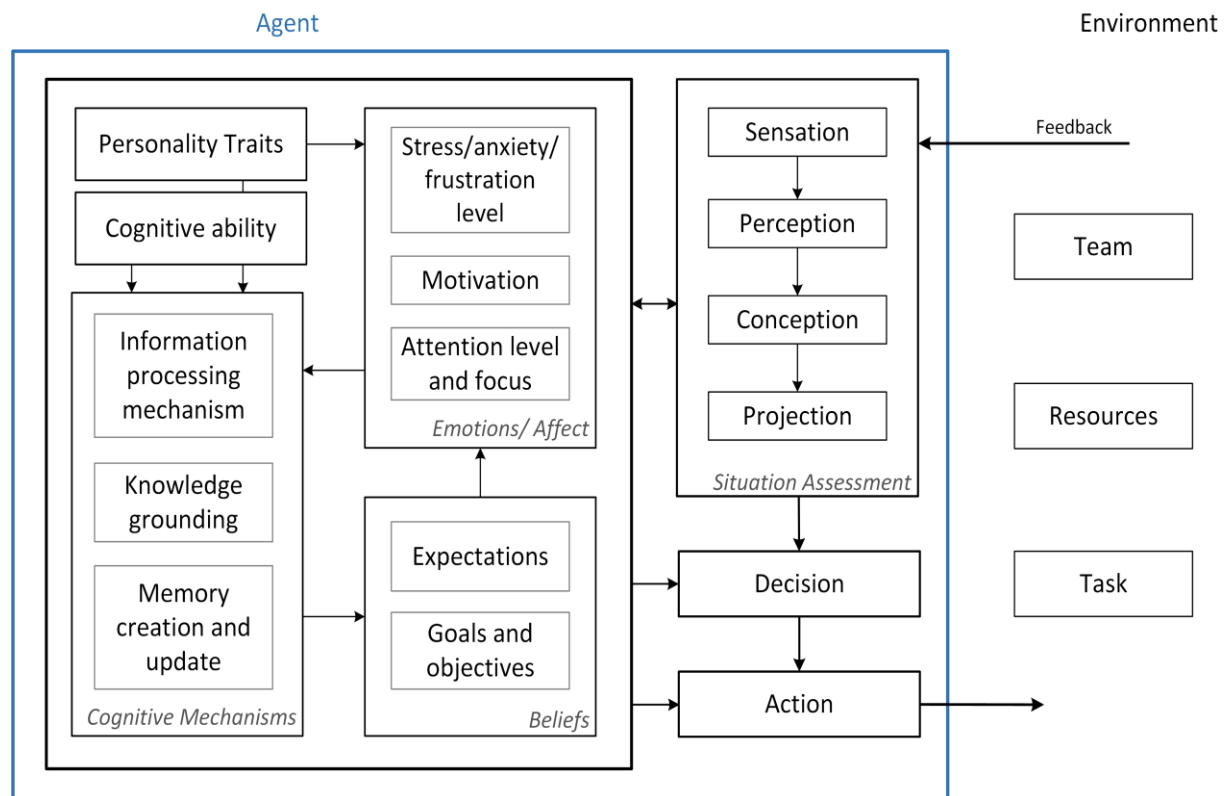 Agent
Environment
Personality Traits
Cognitive ability
Information
processing
mechanism
Knowledge
grounding
Memory
creation and
update
Cognitive Mechanisms
Stress/anxiety/
frustration
level
Motivation
Attention level
and focus
Emotions/ Affect
Expectations
Goals and
objectives
Beliefs
Sensation
Perception
Conception
Projection
Situation Assessment
Decision
Action
Feedback
Team
Resources
Task